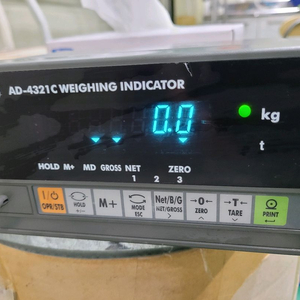 AD-4321C WEIGHING INDICATOR
0.0
kg
t
HOLD M+ MD GROSS NET ZERO
1 2 3
I/O OPR/STB
HOLD
M+
MODE ESC
Net/B/G NET/GROSS
→0← ZERO
→T← TARE
PRINT